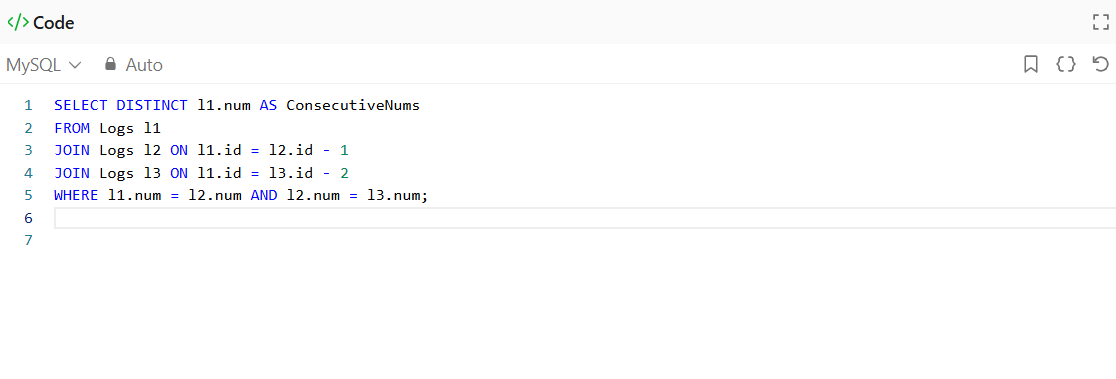 </> Code
MySQL Auto
1 SELECT DISTINCT l1.num AS ConsecutiveNums
2 FROM Logs l1
3 JOIN Logs l2 ON l1.id = l2.id - 1
4 JOIN Logs l3 ON l1.id = l3.id - 2
5 WHERE l1.num = l2.num AND l2.num = l3.num;
6
7